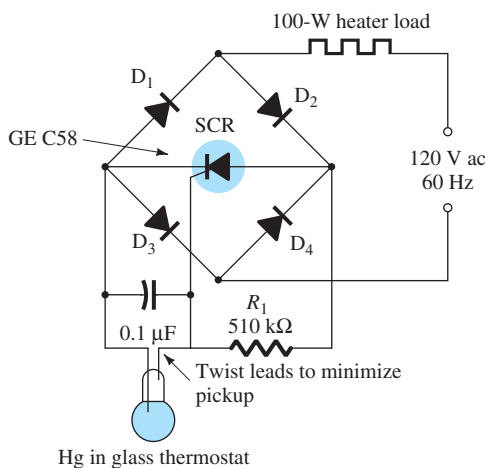 100-W heater load
D1
D2
SCR
GE C58
120 V ac
60 Hz
D3
D4
R1
510 kΩ
0.1 μF
Twist leads to minimize
pickup
Hg in glass thermostat